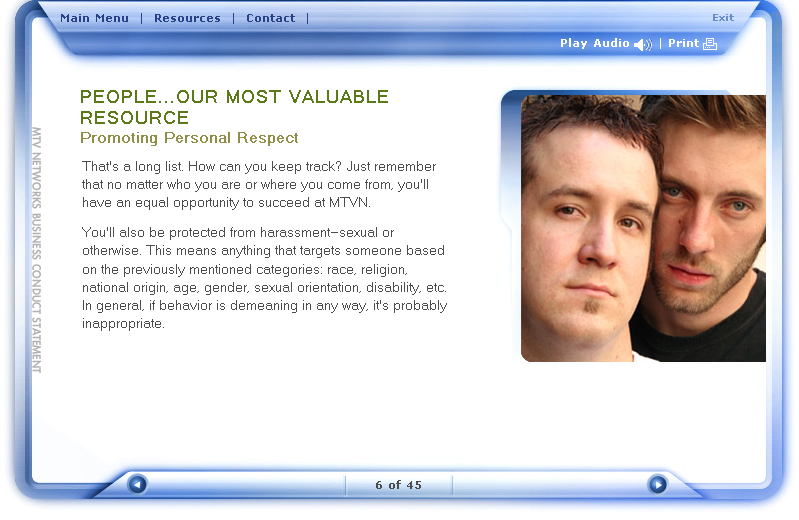 Main Menu | Resources | Contact |
Exit
Play Audio | Print
PEOPLE...OUR MOST VALUABLE
RESOURCE
Promoting Personal Respect
That's a long list. How can you keep track? Just remember
that no matter who you are or where you come from, you'll
have an equal opportunity to succeed at MTVN.
You'll also be protected from harassment–sexual or
otherwise. This means anything that targets someone based
on the previously mentioned categories: race, religion,
national origin, age, gender, sexual orientation, disability, etc.
In general, if behavior is demeaning in any way, it's probably
inappropriate.
MTV NETWORKS BUSINESS CONDUCT STATEMENT
6 of 45